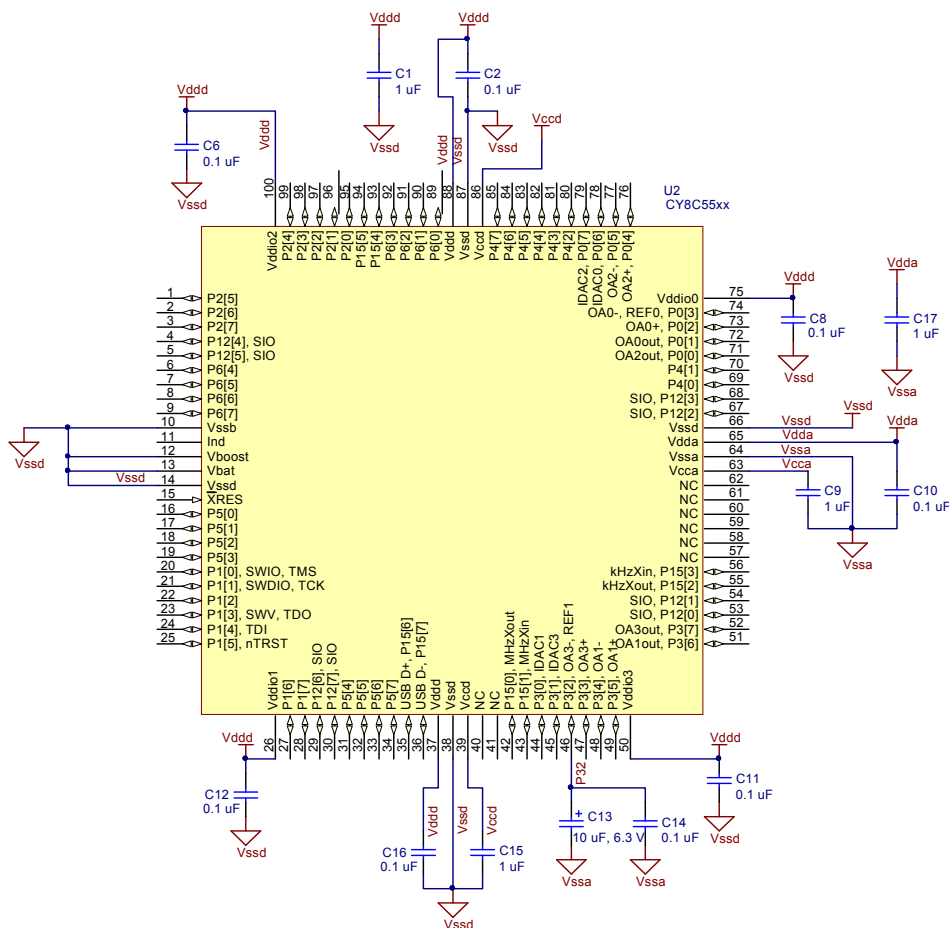 Vddd
Vddd
C1
1 uF
Vssd
C2
0.1 uF
Vssd
Vddd
Vssd
Vccd
Vddd
C6
0.1 uF
Vssd
Vddd
U2
CY8C55xx
100
99
98
97
96
95
94
93
92
91
90
89
88
87
86
85
84
83
82
81
80
79
78
77
76
Vddio2
P2[4]
P2[3]
P2[2]
P2[1]
P2[0]
P15[5]
P15[4]
P6[3]
P6[2]
P6[1]
P6[0]
Vddd
Vssd
Vccd
P4[7]
P4[6]
P4[5]
P4[4]
P4[3]
P4[2]
IDAC2, P0[7]
IDAC0, P0[6]
OA2-, P0[5]
OA2+, P0[4]
1 P2[5]
2 P2[6]
3 P2[7]
4 P12[4], SIO
5 P12[5], SIO
6 P6[4]
7 P6[5]
8 P6[6]
9 P6[7]
10 Vssb
11 Ind
12 Vboost
13 Vbat
14 Vssd
15 XRES
16 P5[0]
17 P5[1]
18 P5[2]
19 P5[3]
20 P1[0], SWIO, TMS
21 P1[1], SWDIO, TCK
22 P1[2]
23 P1[3], SWV, TDO
24 P1[4], TDI
25 P1[5], nTRST
Vssd
Vssd
Vddio0 75
OA0-, REF0, P0[3] 74
OA0+, P0[2] 73
OA0out, P0[1] 72
OA2out, P0[0] 71
P4[1] 70
P4[0] 69
SIO, P12[3] 68
SIO, P12[2] 67
Vssd 66
Vdda 65
Vssa 64
Vcca 63
NC 62
NC 61
NC 60
NC 59
NC 58
NC 57
kHzXin, P15[3] 56
kHzXout, P15[2] 55
SIO, P12[1] 54
SIO, P12[0] 53
OA3out, P3[7] 52
OA1out, P3[6] 51
Vddd
C8
0.1 uF
Vssd
Vdda
C17
1 uF
Vssa
Vssd
Vssd
Vdda
Vdda
Vssa
Vcca
C9
1 uF
C10
0.1 uF
Vssa
Vddio1
P1[6]
P1[7]
P12[6], SIO
P12[7], SIO
P5[4]
P5[5]
P5[6]
P5[7]
USB D+, P15[6]
USB D-, P15[7]
Vddd
Vssd
Vccd
NC
NC
P15[0], MHzXout
P15[1], MHzXin
P3[0], IDAC1
P3[1], IDAC3
P3[2], OA3-, REF1
P3[3], OA3+
P3[4], OA1-
P3[5], OA1+
Vddio3
26
27
28
29
30
31
32
33
34
35
36
37
38
39
40
41
42
43
44
45
46
47
48
49
50
Vddd
C12
0.1 uF
Vssd
Vddd
Vssd
Vccd
C16
0.1 uF
C15
1 uF
Vssd
P32
+
C13
10 uF, 6.3 V
Vssa
C14
0.1 uF
Vssa
Vddd
C11
0.1 uF
Vssd